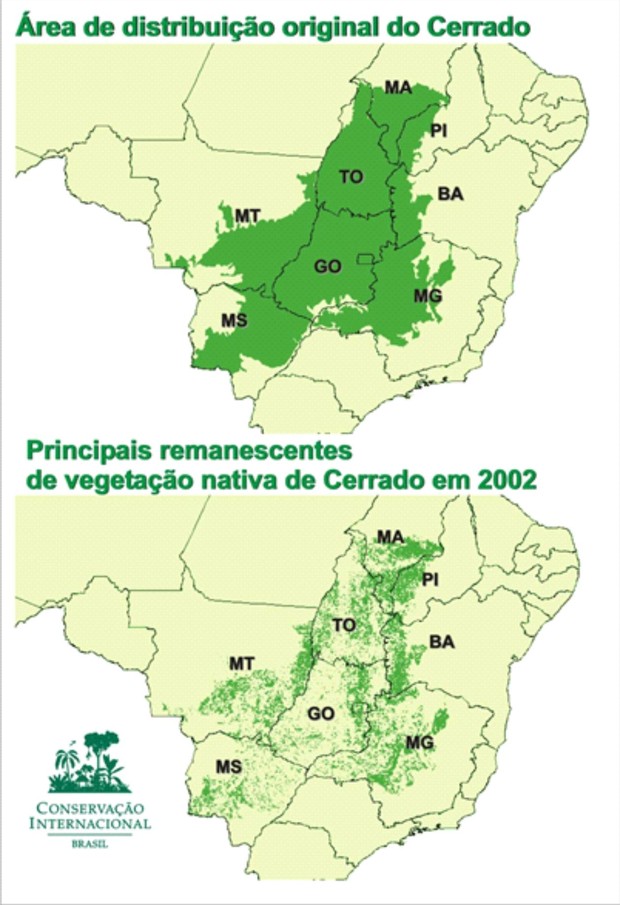 Área de distribuição original do Cerrado
MA
PI
TO
BA
MT
GO
MG
MS
Principais remanescentes
de vegetação nativa de Cerrado em 2002
MA
PI
TO
BA
MT
GO
MG
MS
CONSERVAÇÃO
INTERNACIONAL
BRASIL